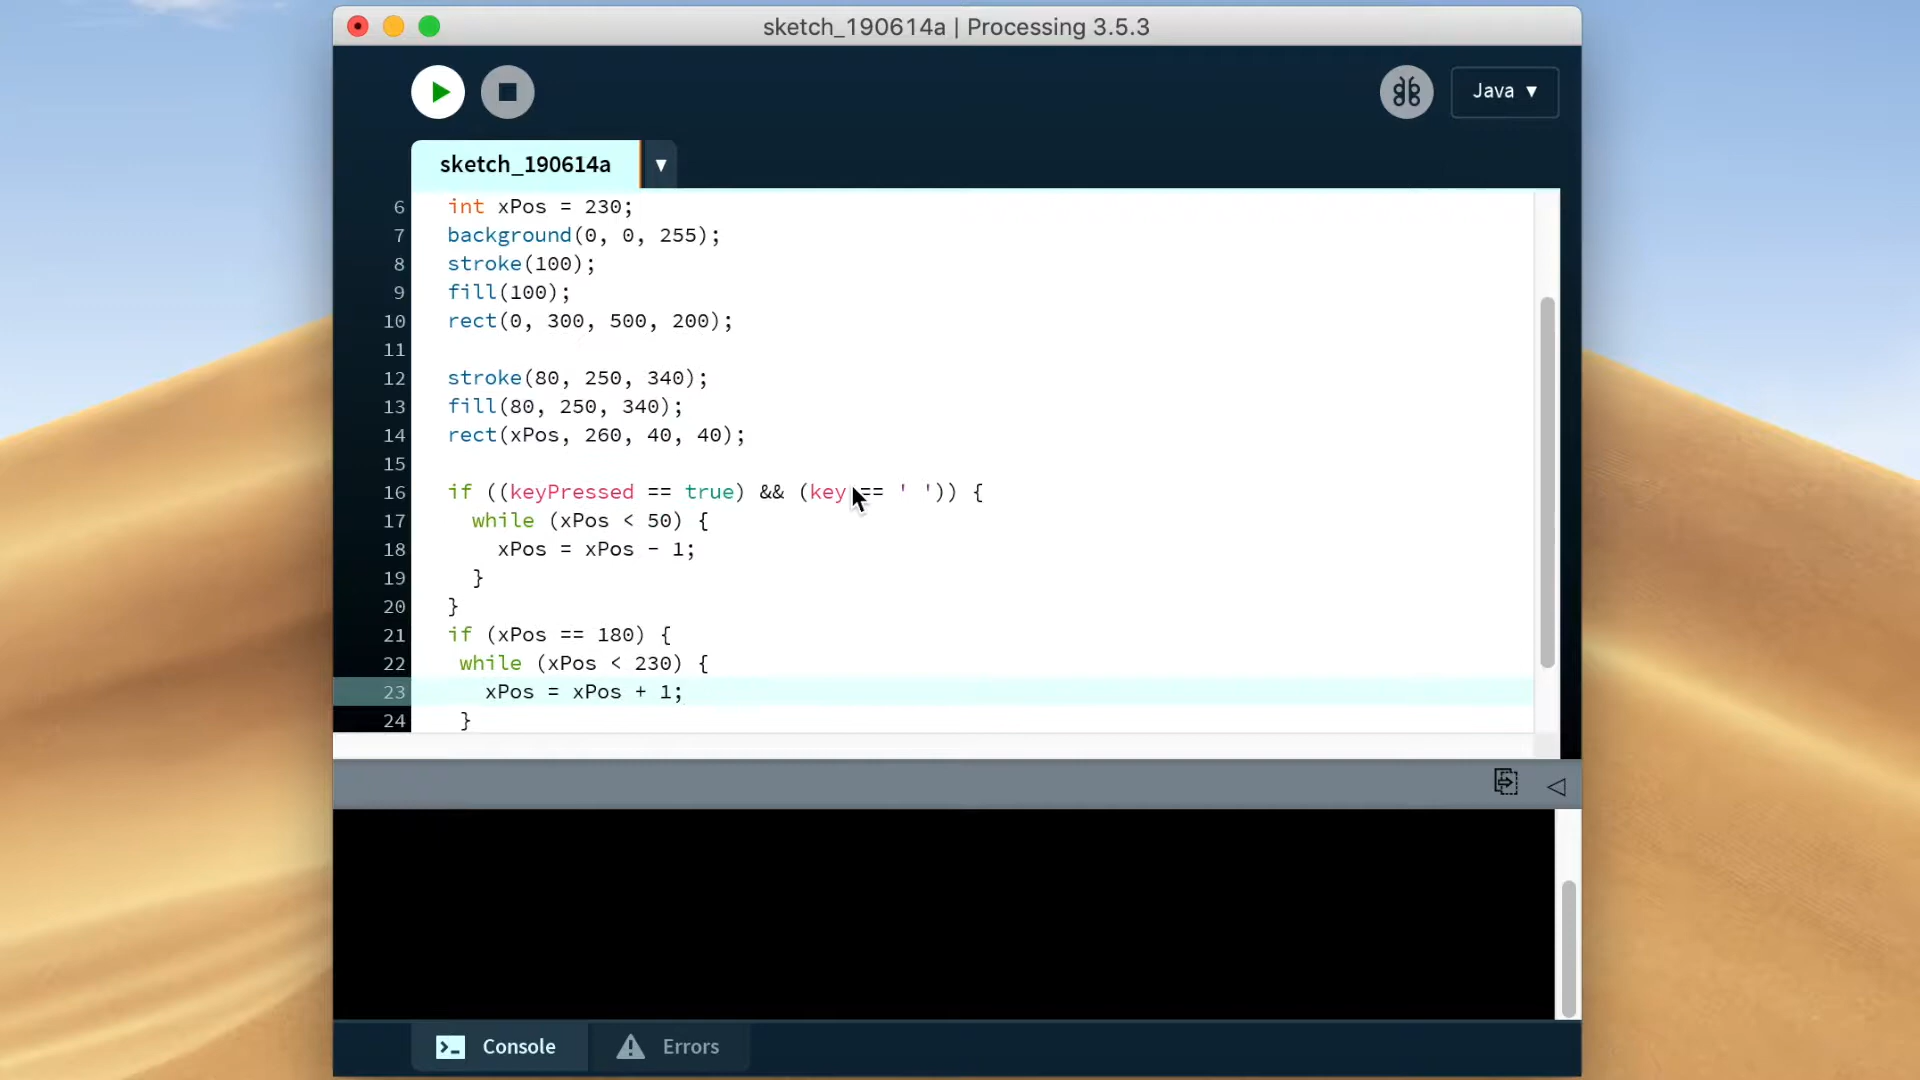 sketch_190614a | Processing 3.5.3
Java ▼
sketch_190614a ▼
6 int xPos = 230;
7 background(0, 0, 255);
8 stroke(100);
9 fill(100);
10 rect(0, 300, 500, 200);
11
12 stroke(80, 250, 340);
13 fill(80, 250, 340);
14 rect(xPos, 260, 40, 40);
15
16 if ((keyPressed == true) && (key == ' ')) {
17 while (xPos < 50) {
18 xPos = xPos - 1;
19 }
20 }
21 if (xPos == 180) {
22 while (xPos < 230) {
23 xPos = xPos + 1;
24 }
Console Errors